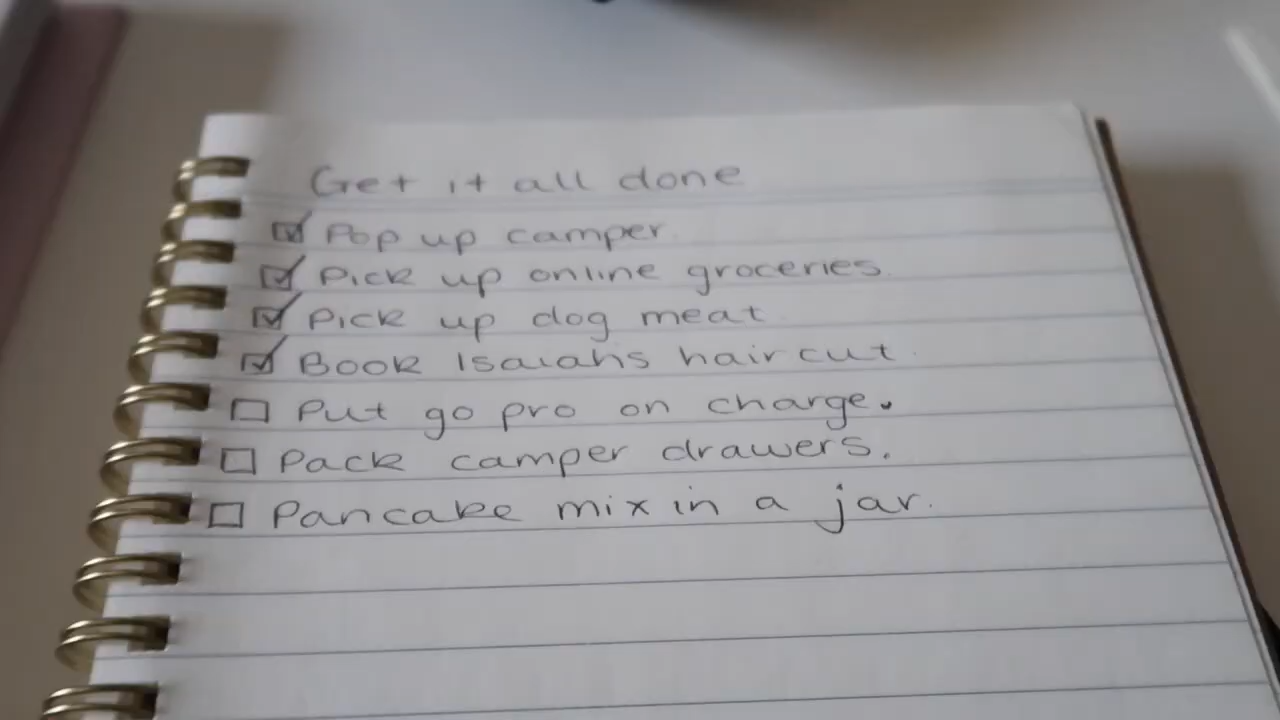 Get it all done
☑ Pop up camper
☑ Pick up online groceries.
☑ Pick up dog meat
☑ Book Isaiahs haircut.
☐ Put go pro on charge.
☐ Pack camper drawers.
☐ Pancake mix in a jar.